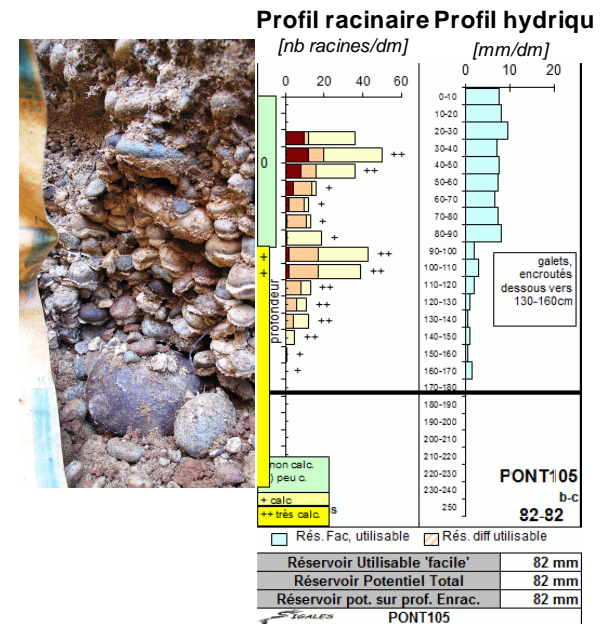 Profil racinaire Profil hydriqu
[nb racines/dm] [mm/dm]
0 20 40 60
0 10 20
0
++
++
+
+
+
+
+
++
++
++
++
++
++
+
+
profondeur
0-10
10-20
20-30
30-40
40-50
50-60
60-70
70-80
80-90
90-100
100-110
110-120
120-130
130-140
140-150
150-160
160-170
170-180
180-190
190-200
200-210
210-220
220-230
230-240
250
galets,
encroutés
dessous vers
130-160cm
non calc.
) peu c.
+ calc
++ très calc.
s
PONT105
b-c
82-82
Rés. Fac, utilisable Rés. diff utilisable
Réservoir Utilisable 'facile' 82 mm
Réservoir Potentiel Total 82 mm
Réservoir pot. sur prof. Enrac. 82 mm
SIGALES PONT105